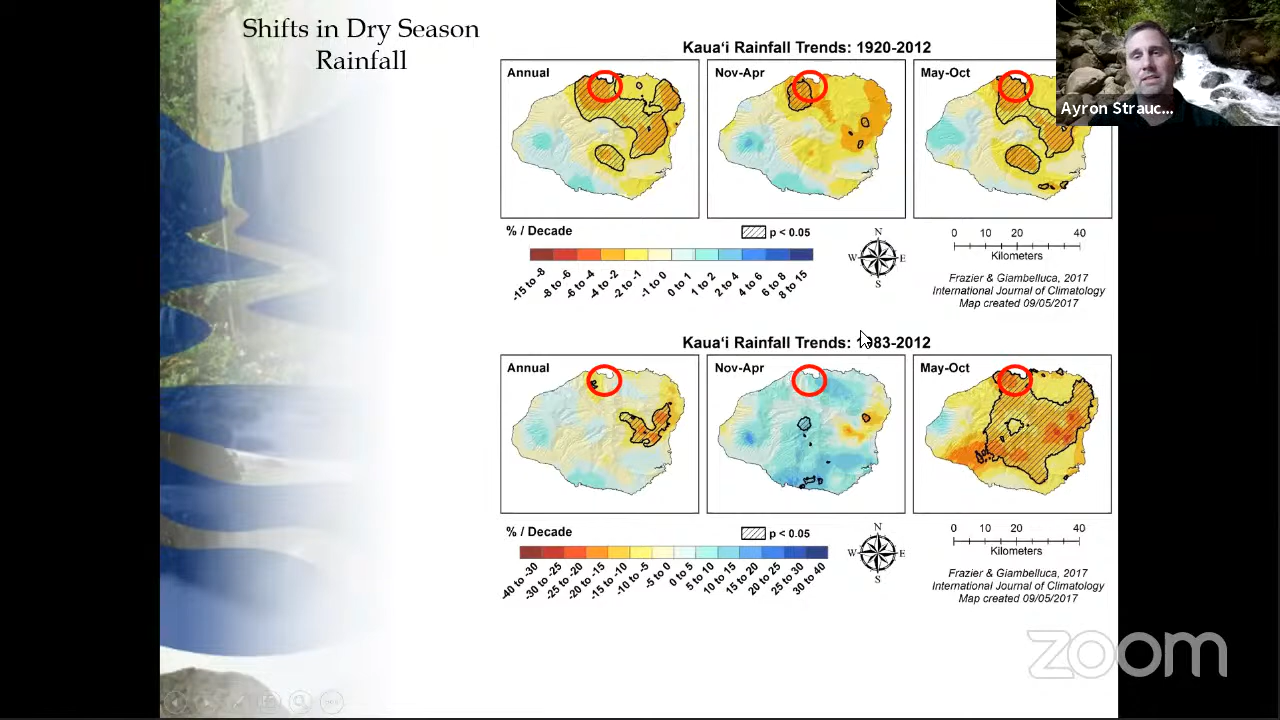 Shifts in Dry Season
Rainfall
Kauaʻi Rainfall Trends: 1920-2012
Annual
Nov-Apr
May-Oct
Ayron Strauc...
% / Decade
p < 0.05
N
W
E
S
0 10 20 40
Kilometers
-15 to -8
-8 to -6
-6 to -4
-4 to -2
-2 to -1
-1 to 0
0 to 1
1 to 2
2 to 4
4 to 6
6 to 8
8 to 15
Frazier & Giambelluca, 2017
International Journal of Climatology
Map created 09/05/2017
Kauaʻi Rainfall Trends: 1983-2012
Annual
Nov-Apr
May-Oct
% / Decade
p < 0.05
N
W
E
S
0 10 20 40
Kilometers
-40 to -30
-30 to -25
-25 to -20
-20 to -15
-15 to -10
-10 to -5
-5 to 0
0 to 5
5 to 10
10 to 15
15 to 20
20 to 25
25 to 30
30 to 40
Frazier & Giambelluca, 2017
International Journal of Climatology
Map created 09/05/2017
zoom